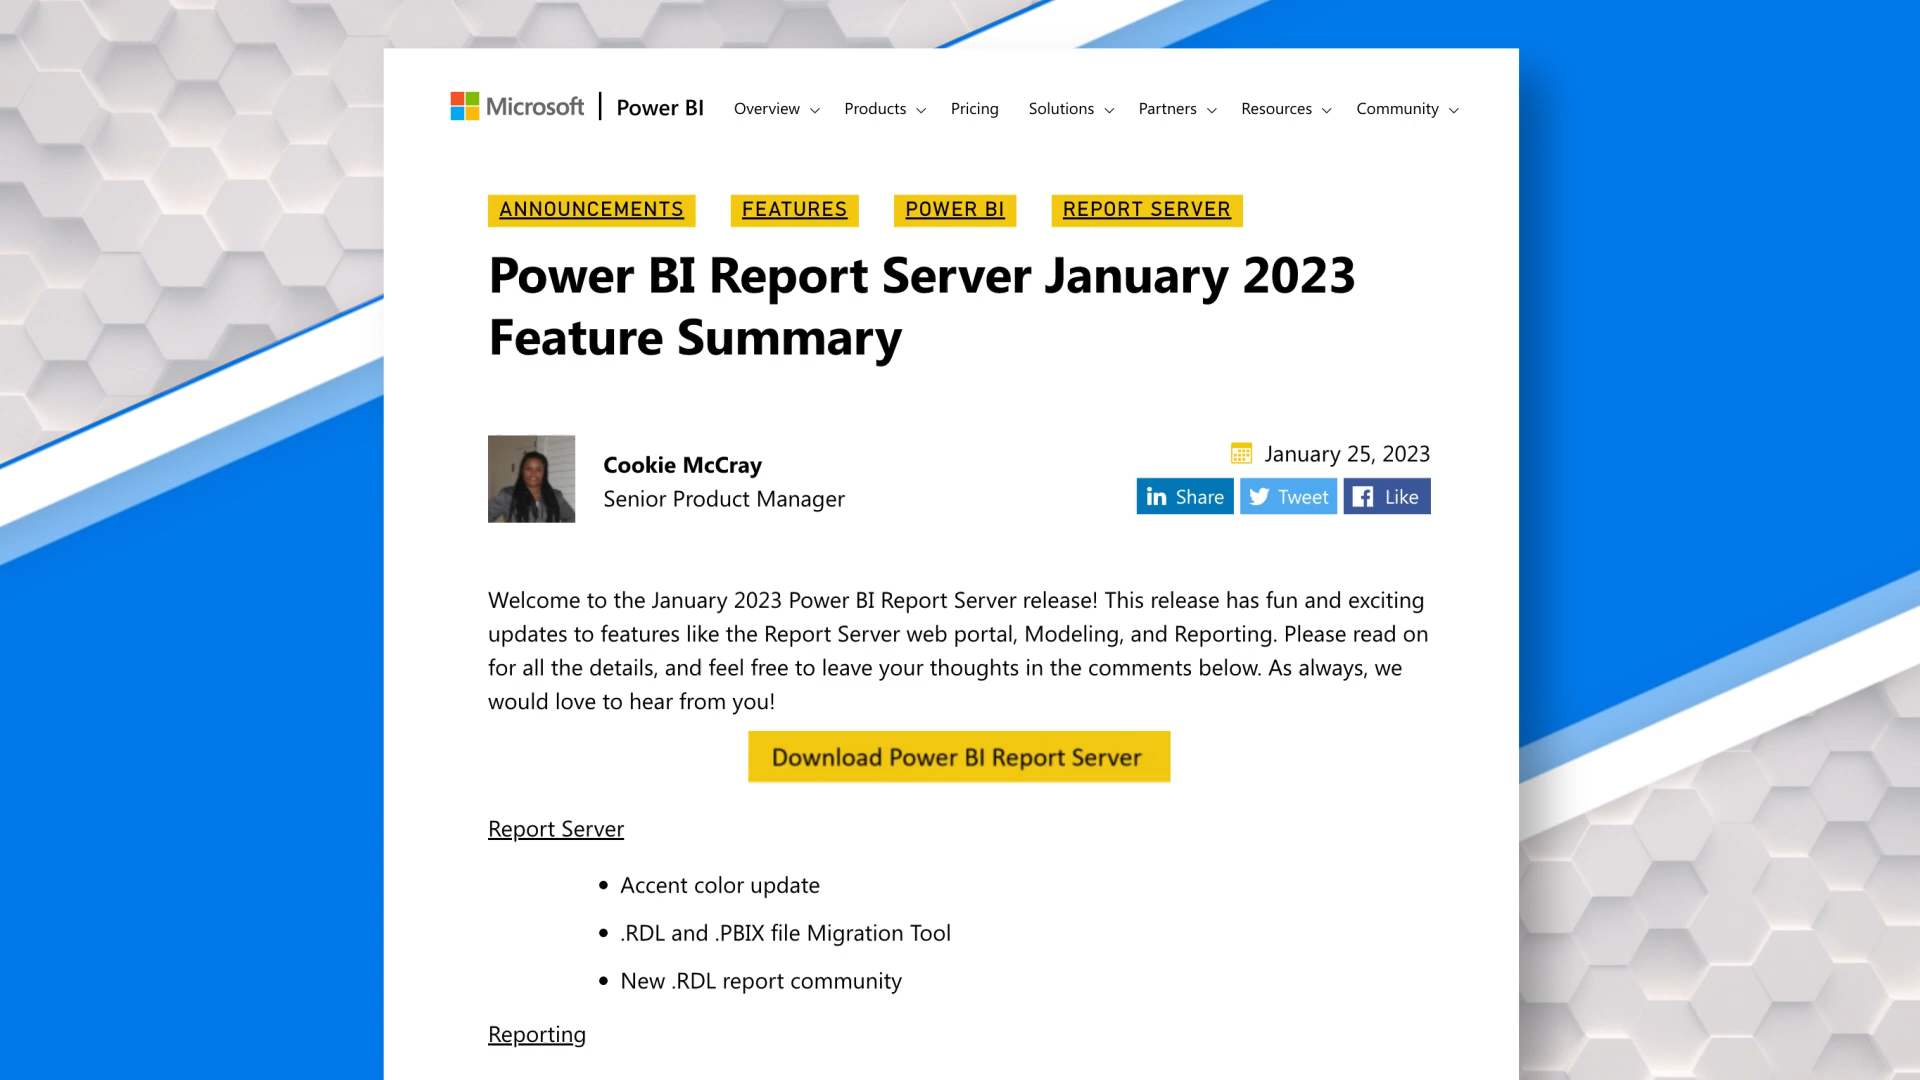 Microsoft | Power BI Overview Products Pricing Solutions Partners Resources Community
ANNOUNCEMENTS FEATURES POWER BI REPORT SERVER
Power BI Report Server January 2023
Feature Summary
Cookie McCray
Senior Product Manager
January 25, 2023
in Share Tweet Like
Welcome to the January 2023 Power BI Report Server release! This release has fun and exciting
updates to features like the Report Server web portal, Modeling, and Reporting. Please read on
for all the details, and feel free to leave your thoughts in the comments below. As always, we
would love to hear from you!
Download Power BI Report Server
Report Server
• Accent color update
• .RDL and .PBIX file Migration Tool
• New .RDL report community
Reporting